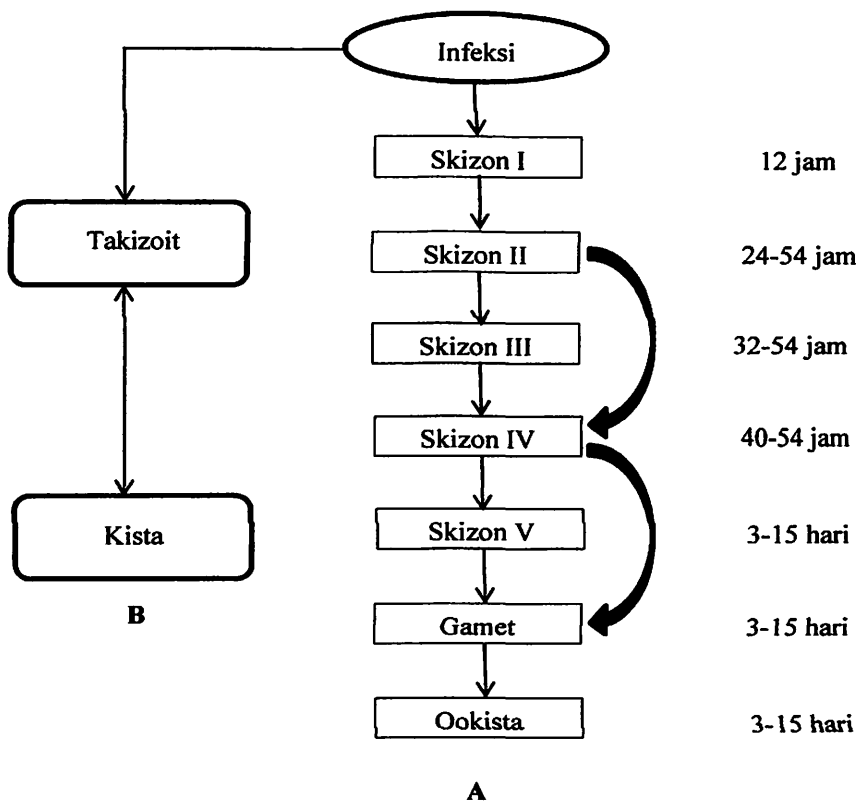 Infeksi
Skizon I
12 jam
Takizoit
Skizon II
24-54 jam
Skizon III
32-54 jam
Skizon IV
40-54 jam
Kista
Skizon V
3-15 hari
B
Gamet
3-15 hari
Ookista
3-15 hari
A